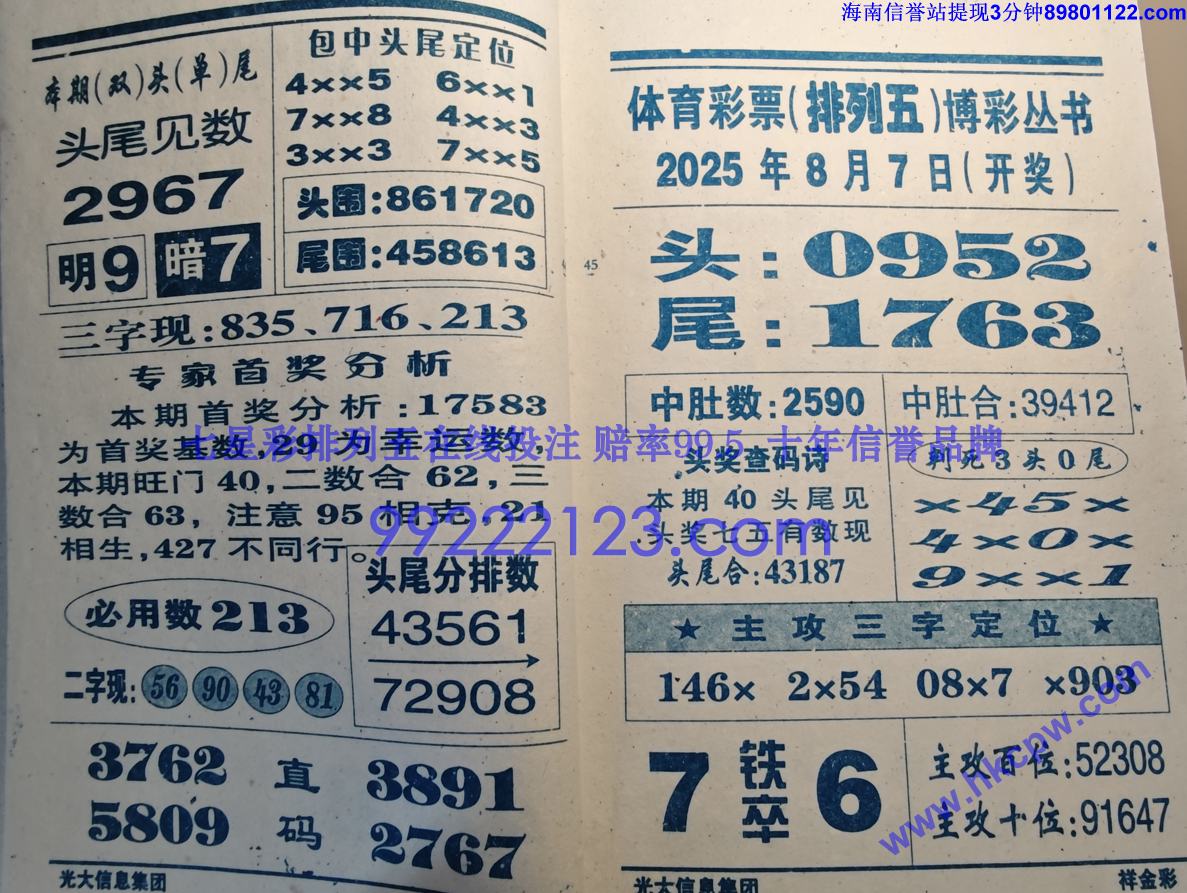 海南信誉站提现3分钟89801122.com
本期(双)头(单)尾
头尾见数
2967
明9 暗7
包中头尾定位
4××5 6××1
7××8 4××3
3××3 7××5
头围:861720
尾围:458613
三字现:835、716、213
专家首奖分析
本期首奖分析:17583
为首奖基数,29为幸运数,
本期旺门40,二数合62,三
数合63, 注意95相克,21
相生,427不同行。
必用数213
二字现: 56 90 43 81
头尾分排数
43561
72908
3762 直 3891
5809 码 2767
光大信息集团
45
体育彩票(排列五)博彩丛书
2025年8月7日(开奖)
头:0952
尾:1763
中肚数:2590
中肚合:39412
七星彩排列五在线投注 赔率99.5 十年信誉品牌
99222123.com
头奖查码诗
本期40头尾见
头奖七五有数现
头尾合:43187
判克3头0尾
×45×
4×0×
9××1
★主攻三字定位★
146× 2×54 08×7 ×903
7 铁卒 6
主攻百位:52308
主攻十位:91647
www.hkcpw.com
光大信息集团
祥金彩